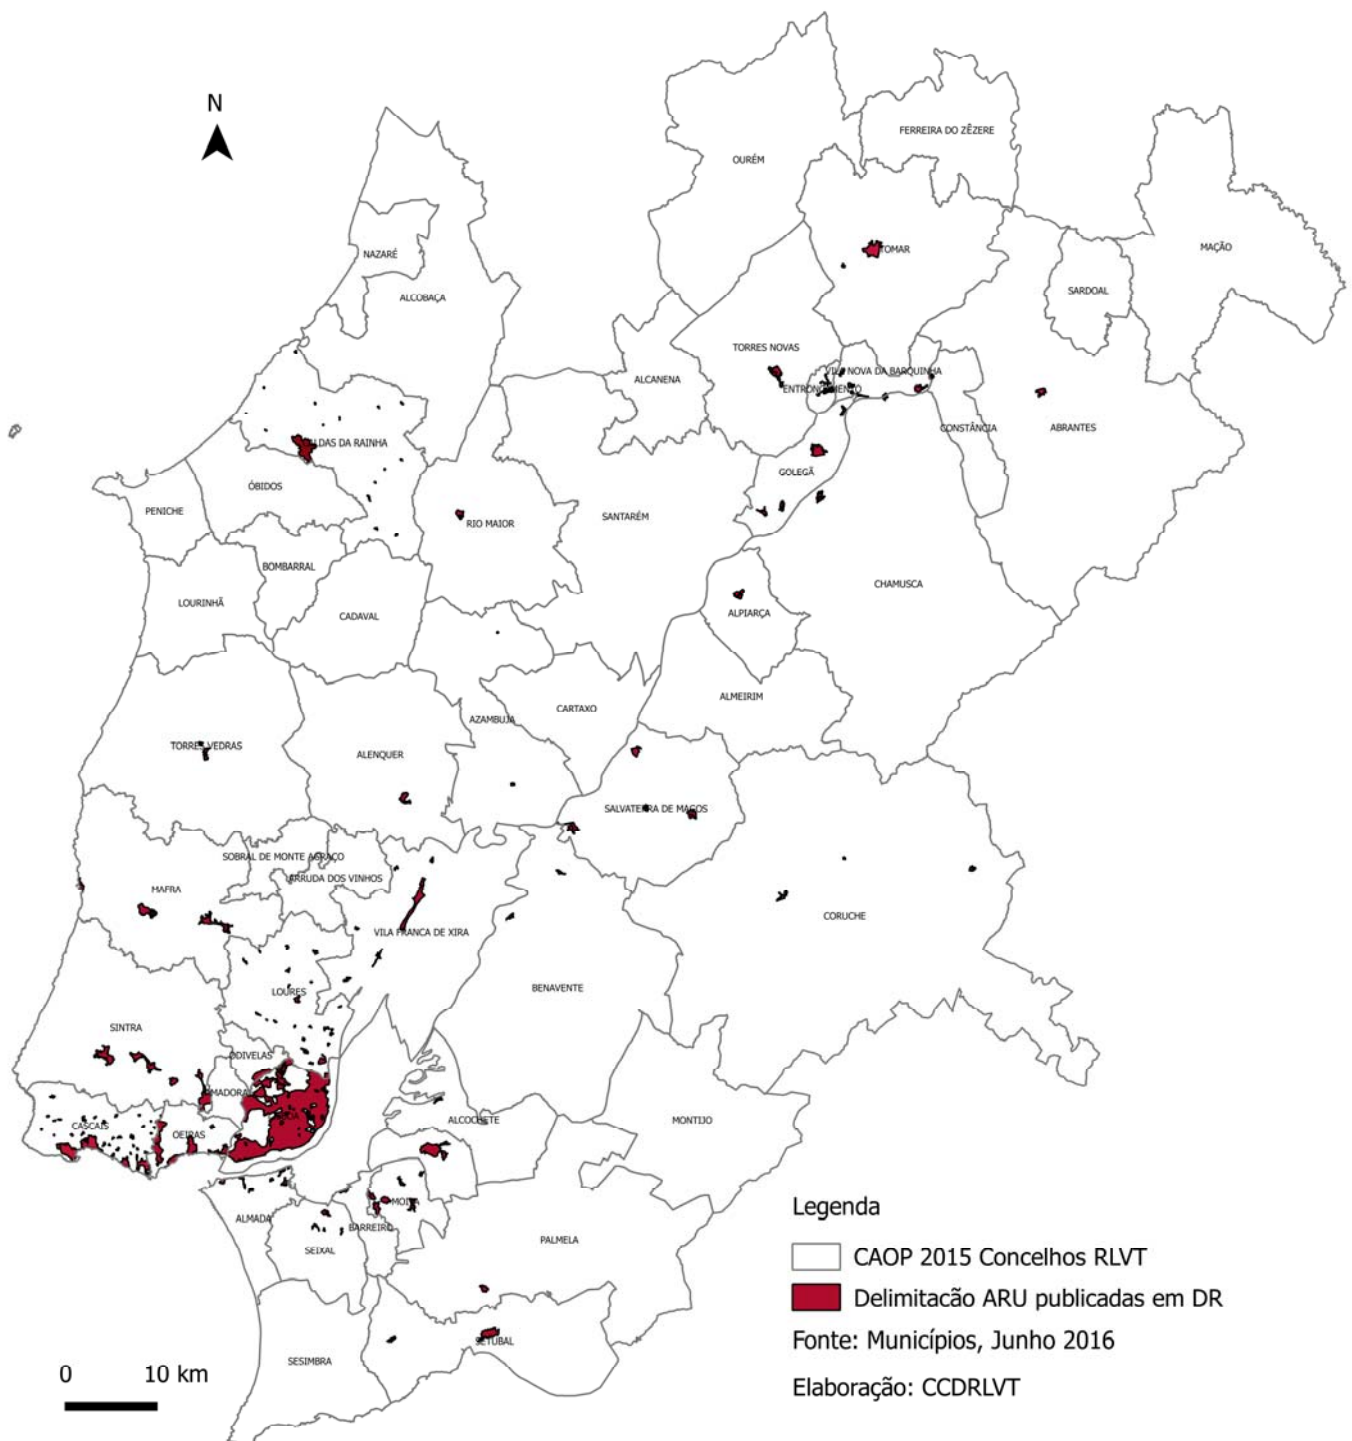 N
FERREIRA DO ZÊZERE
OURÉM
NAZARÉ
TOMAR
MAÇÃO
SARDOAL
ALCOBAÇA
TORRES NOVAS
ALCANENA
VILA NOVA DA BARQUINHA
ENTRONCAMENTO
CONSTÂNCIA
ABRANTES
LDAS DA RAINHA
GOLEGÃ
ÓBIDOS
PENICHE
RIO MAIOR
SANTARÉM
BOMBARRAL
CHAMUSCA
LOURINHÃ
CADAVAL
ALPIARÇA
ALMEIRIM
CARTAXO
AZAMBUJA
TORRES VEDRAS
ALENQUER
SALVATERRA DE MAGOS
SOBRAL DE MONTE AGRAÇO
ARRUDA DOS VINHOS
MAFRA
CORUCHE
VILA FRANCA DE XIRA
BENAVENTE
LOURES
SINTRA
ODIVELAS
MADORA
CASCAIS
OEIRAS
ALCOCHETE
MONTIJO
MOITA
ALMADA
BARREIRO
SEIXAL
PALMELA
SETÚBAL
SESIMBRA
Legenda
CAOP 2015 Concelhos RLVT
Delimitacão ARU publicadas em DR
Fonte: Municípios, Junho 2016
Elaboração: CCDRLVT
0 10 km